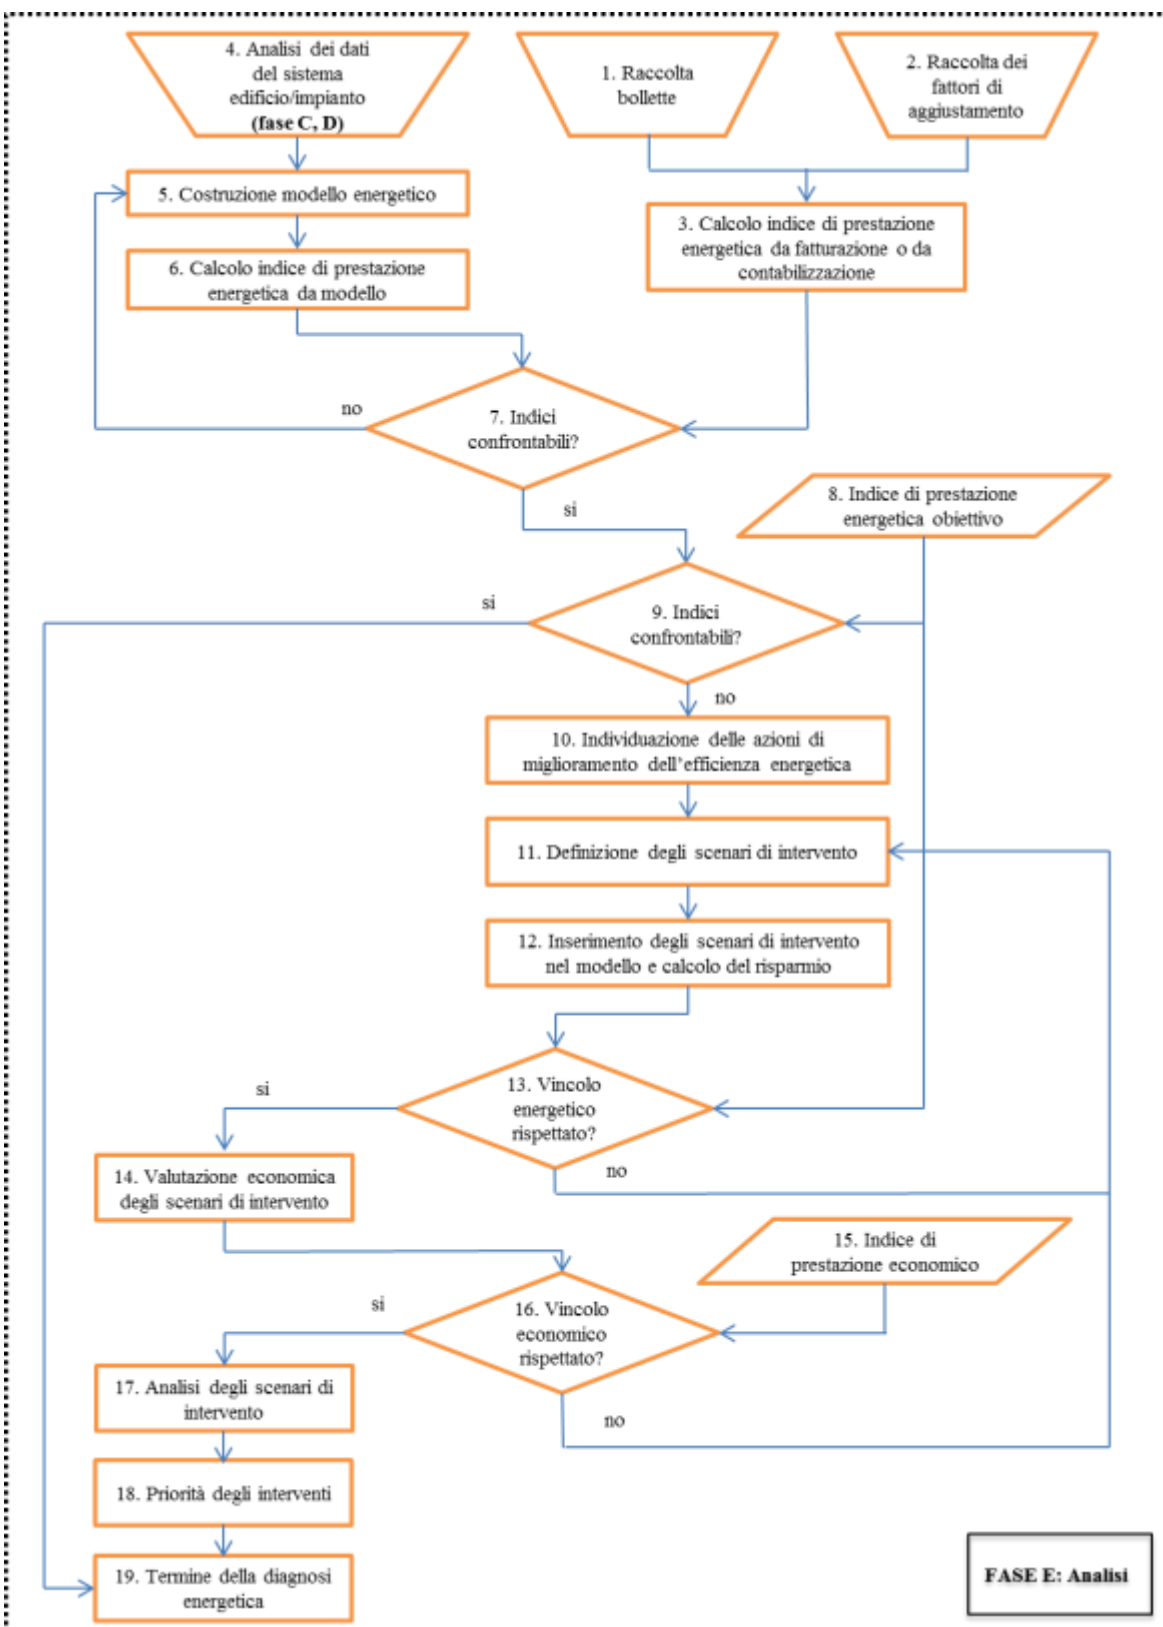 4. Analisi dei dati
del sistema
edificio/impianto
(fase C, D)
1. Raccolta
bollette
2. Raccolta dei
fattori di
aggiustamento
5. Costruzione modello energetico
3. Calcolo indice di prestazione
energetica da fatturazione o da
contabilizzazione
6. Calcolo indice di prestazione
energetica da modello
no
7. Indici
confrontabili?
si
8. Indice di prestazione
energetica obiettivo
si
9. Indici
confrontabili?
no
10. Individuazione delle azioni di
miglioramento dell’efficienza energetica
11. Definizione degli scenari di intervento
12. Inserimento degli scenari di intervento
nel modello e calcolo del risparmio
si
13. Vincolo
energetico
rispettato?
no
14. Valutazione economica
degli scenari di intervento
15. Indice di
prestazione economico
si
16. Vincolo
economico
rispettato?
no
17. Analisi degli scenari di
intervento
18. Priorità degli interventi
19. Termine della diagnosi
energetica
FASE E: Analisi